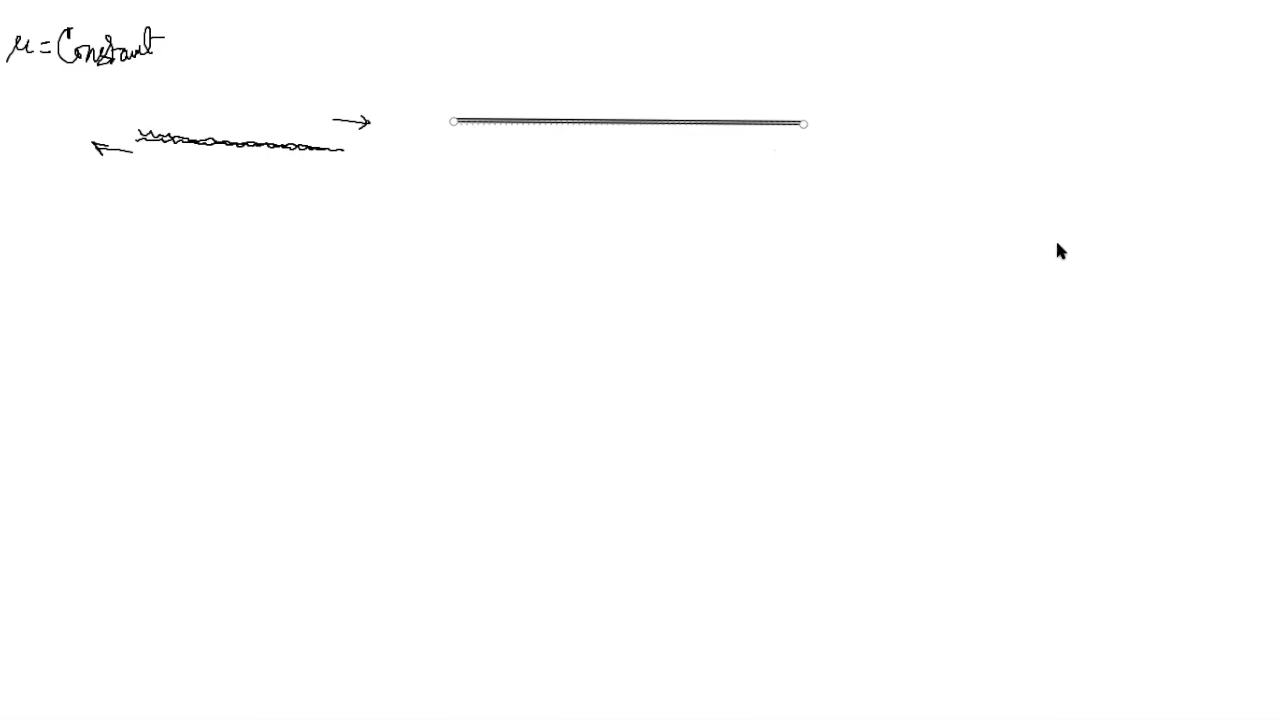 μ = Constant